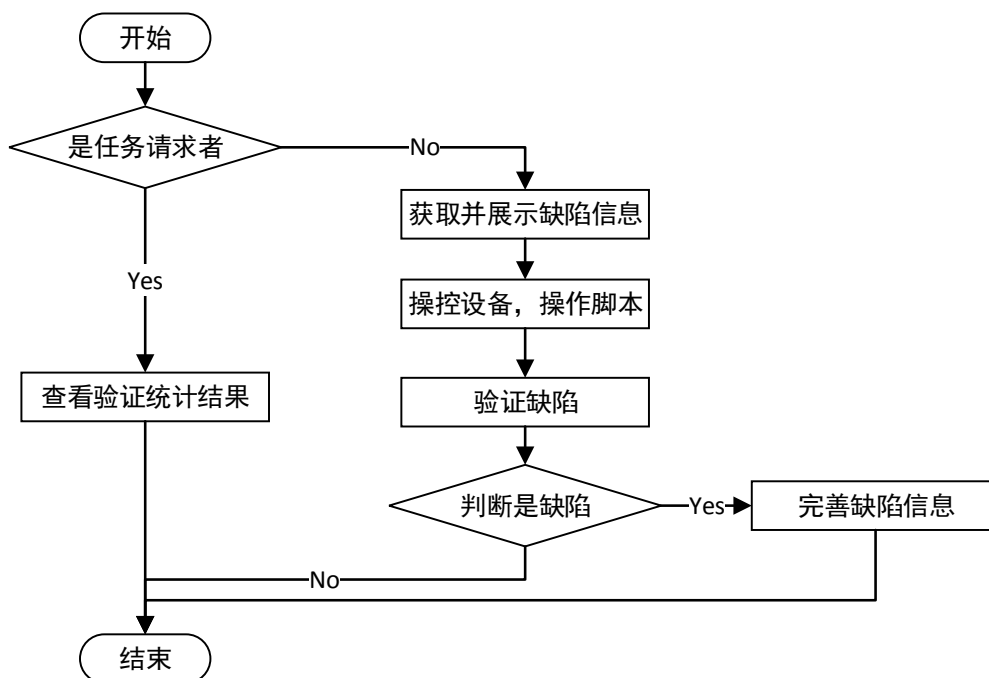 开始
是任务请求者
No
获取并展示缺陷信息
操控设备，操作脚本
Yes
查看验证统计结果
验证缺陷
判断是缺陷
Yes
完善缺陷信息
No
结束